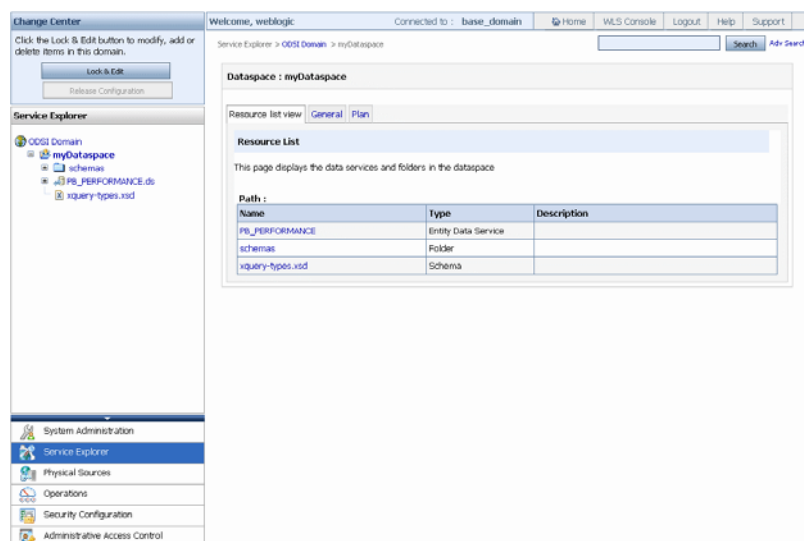 Change Center
Click the Lock & Edit button to modify, add or
delete items in this domain.
Lock & Edit
Release Configuration
Service Explorer
ODSI Domain
myDataspace
schemas
PB_PERFORMANCE.ds
xquery-types.xsd
System Administration
Service Explorer
Physical Sources
Operations
Security Configuration
Administrative Access Control
Welcome, weblogic
Connected to : base_domain
Home
WLS Console
Logout
Help
Support
Service Explorer > ODSI Domain > myDataspace
Search
Adv Search
Dataspace : myDataspace
Resource list view
General
Plan
Resource List
This page displays the data services and folders in the dataspace
Path :
Name Type Description
PB_PERFORMANCE Entity Data Service
schemas Folder
xquery-types.xsd Schema